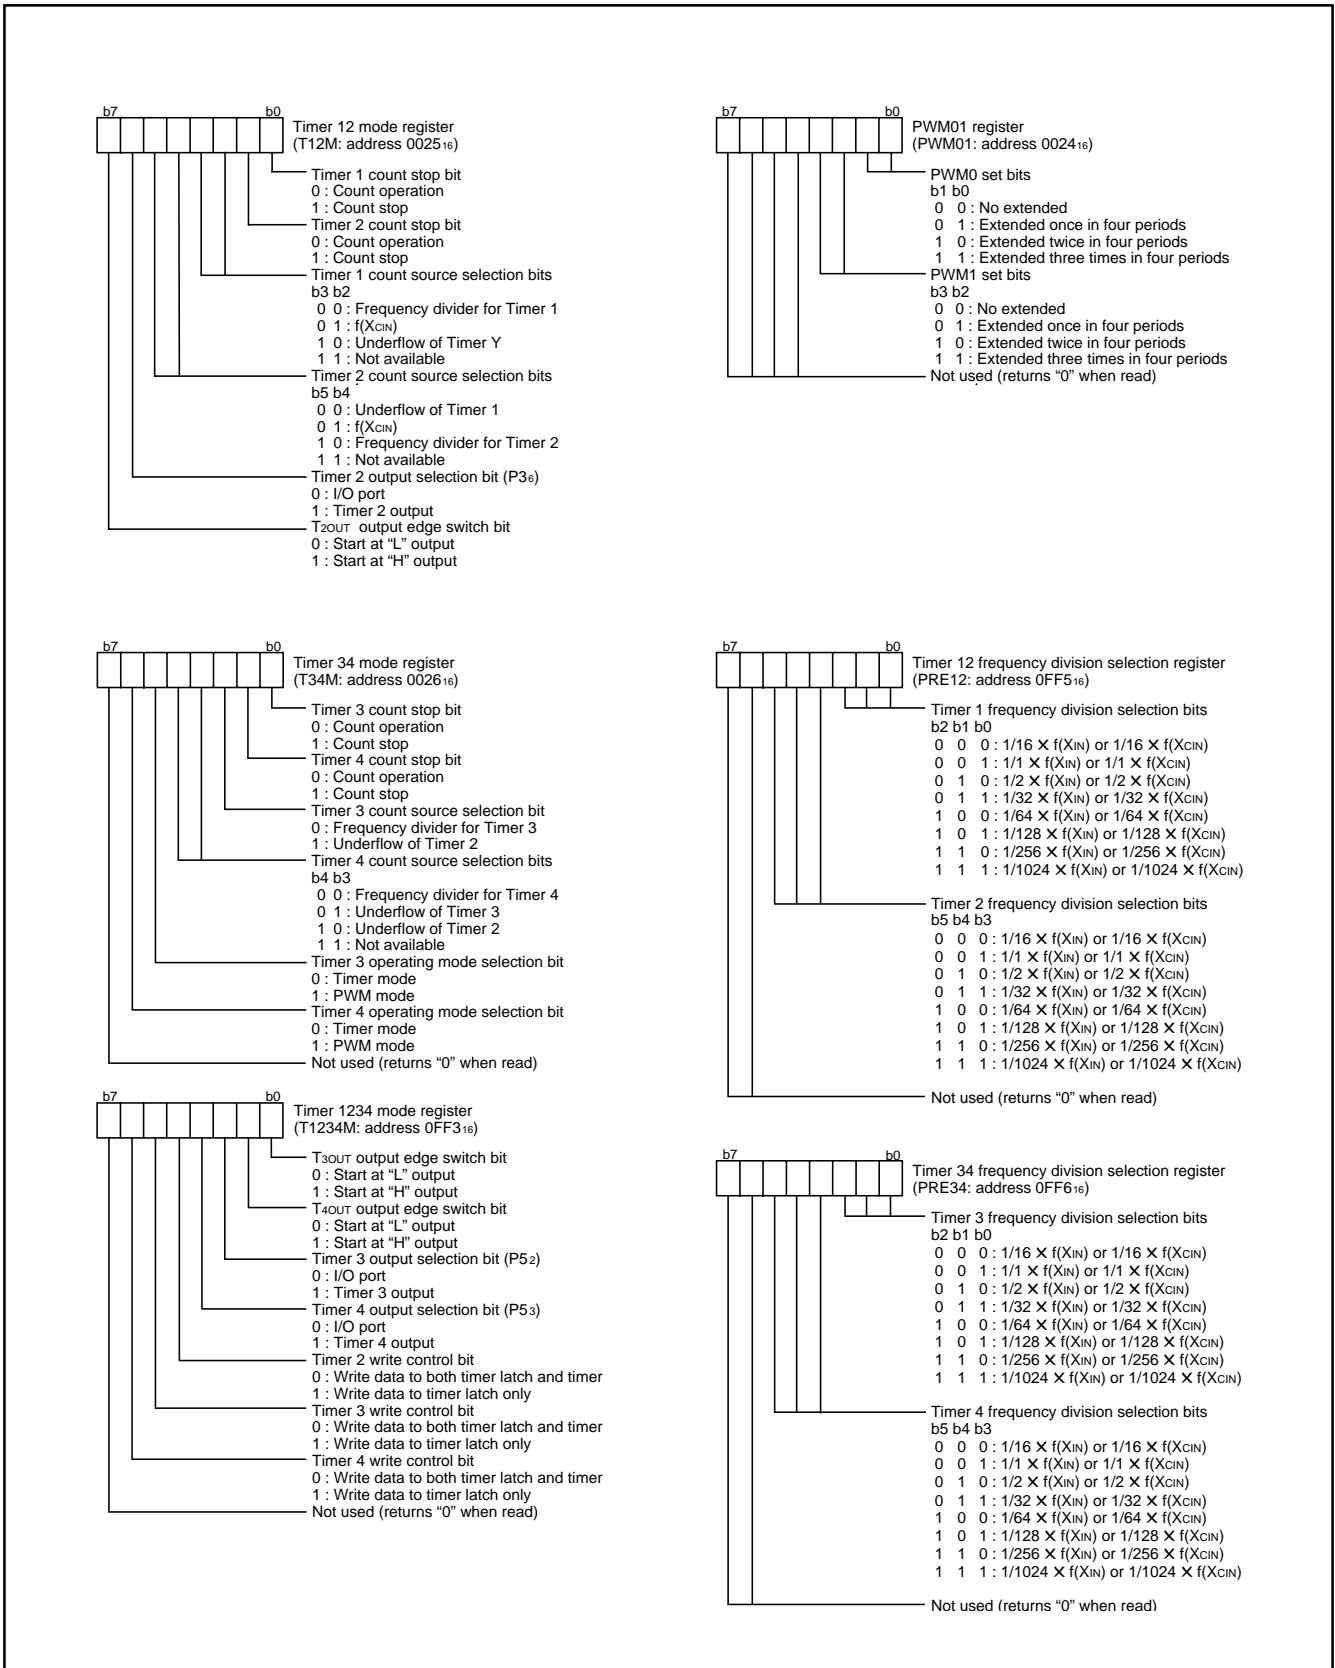 b7 b0
Timer 12 mode register
(T12M: address 0025₁₆)
Timer 1 count stop bit
0 : Count operation
1 : Count stop
Timer 2 count stop bit
0 : Count operation
1 : Count stop
Timer 1 count source selection bits
b3 b2
0 0 : Frequency divider for Timer 1
0 1 : f(XCIN)
1 0 : Underflow of Timer Y
1 1 : Not available
Timer 2 count source selection bits
b5 b4
0 0 : Underflow of Timer 1
0 1 : f(XCIN)
1 0 : Frequency divider for Timer 2
1 1 : Not available
Timer 2 output selection bit (P3₆)
0 : I/O port
1 : Timer 2 output
T2OUT output edge switch bit
0 : Start at “L” output
1 : Start at “H” output
b7 b0
PWM01 register
(PWM01: address 0024₁₆)
PWM0 set bits
b1 b0
0 0 : No extended
0 1 : Extended once in four periods
1 0 : Extended twice in four periods
1 1 : Extended three times in four periods
PWM1 set bits
b3 b2
0 0 : No extended
0 1 : Extended once in four periods
1 0 : Extended twice in four periods
1 1 : Extended three times in four periods
Not used (returns “0” when read)
b7 b0
Timer 34 mode register
(T34M: address 0026₁₆)
Timer 3 count stop bit
0 : Count operation
1 : Count stop
Timer 4 count stop bit
0 : Count operation
1 : Count stop
Timer 3 count source selection bit
0 : Frequency divider for Timer 3
1 : Underflow of Timer 2
Timer 4 count source selection bits
b4 b3
0 0 : Frequency divider for Timer 4
0 1 : Underflow of Timer 3
1 0 : Underflow of Timer 2
1 1 : Not available
Timer 3 operating mode selection bit
0 : Timer mode
1 : PWM mode
Timer 4 operating mode selection bit
0 : Timer mode
1 : PWM mode
Not used (returns “0” when read)
b7 b0
Timer 12 frequency division selection register
(PRE12: address 0FF5₁₆)
Timer 1 frequency division selection bits
b2 b1 b0
0 0 0 : 1/16 × f(XIN) or 1/16 × f(XCIN)
0 0 1 : 1/1 × f(XIN) or 1/1 × f(XCIN)
0 1 0 : 1/2 × f(XIN) or 1/2 × f(XCIN)
0 1 1 : 1/32 × f(XIN) or 1/32 × f(XCIN)
1 0 0 : 1/64 × f(XIN) or 1/64 × f(XCIN)
1 0 1 : 1/128 × f(XIN) or 1/128 × f(XCIN)
1 1 0 : 1/256 × f(XIN) or 1/256 × f(XCIN)
1 1 1 : 1/1024 × f(XIN) or 1/1024 × f(XCIN)
Timer 2 frequency division selection bits
b5 b4 b3
0 0 0 : 1/16 × f(XIN) or 1/16 × f(XCIN)
0 0 1 : 1/1 × f(XIN) or 1/1 × f(XCIN)
0 1 0 : 1/2 × f(XIN) or 1/2 × f(XCIN)
0 1 1 : 1/32 × f(XIN) or 1/32 × f(XCIN)
1 0 0 : 1/64 × f(XIN) or 1/64 × f(XCIN)
1 0 1 : 1/128 × f(XIN) or 1/128 × f(XCIN)
1 1 0 : 1/256 × f(XIN) or 1/256 × f(XCIN)
1 1 1 : 1/1024 × f(XIN) or 1/1024 × f(XCIN)
Not used (returns “0” when read)
b7 b0
Timer 1234 mode register
(T1234M: address 0FF3₁₆)
T3OUT output edge switch bit
0 : Start at “L” output
1 : Start at “H” output
T4OUT output edge switch bit
0 : Start at “L” output
1 : Start at “H” output
Timer 3 output selection bit (P5₂)
0 : I/O port
1 : Timer 3 output
Timer 4 output selection bit (P5₃)
0 : I/O port
1 : Timer 4 output
Timer 2 write control bit
0 : Write data to both timer latch and timer
1 : Write data to timer latch only
Timer 3 write control bit
0 : Write data to both timer latch and timer
1 : Write data to timer latch only
Timer 4 write control bit
0 : Write data to both timer latch and timer
1 : Write data to timer latch only
Not used (returns “0” when read)
b7 b0
Timer 34 frequency division selection register
(PRE34: address 0FF6₁₆)
Timer 3 frequency division selection bits
b2 b1 b0
0 0 0 : 1/16 × f(XIN) or 1/16 × f(XCIN)
0 0 1 : 1/1 × f(XIN) or 1/1 × f(XCIN)
0 1 0 : 1/2 × f(XIN) or 1/2 × f(XCIN)
0 1 1 : 1/32 × f(XIN) or 1/32 × f(XCIN)
1 0 0 : 1/64 × f(XIN) or 1/64 × f(XCIN)
1 0 1 : 1/128 × f(XIN) or 1/128 × f(XCIN)
1 1 0 : 1/256 × f(XIN) or 1/256 × f(XCIN)
1 1 1 : 1/1024 × f(XIN) or 1/1024 × f(XCIN)
Timer 4 frequency division selection bits
b5 b4 b3
0 0 0 : 1/16 × f(XIN) or 1/16 × f(XCIN)
0 0 1 : 1/1 × f(XIN) or 1/1 × f(XCIN)
0 1 0 : 1/2 × f(XIN) or 1/2 × f(XCIN)
0 1 1 : 1/32 × f(XIN) or 1/32 × f(XCIN)
1 0 0 : 1/64 × f(XIN) or 1/64 × f(XCIN)
1 0 1 : 1/128 × f(XIN) or 1/128 × f(XCIN)
1 1 0 : 1/256 × f(XIN) or 1/256 × f(XCIN)
1 1 1 : 1/1024 × f(XIN) or 1/1024 × f(XCIN)
Not used (returns “0” when read)